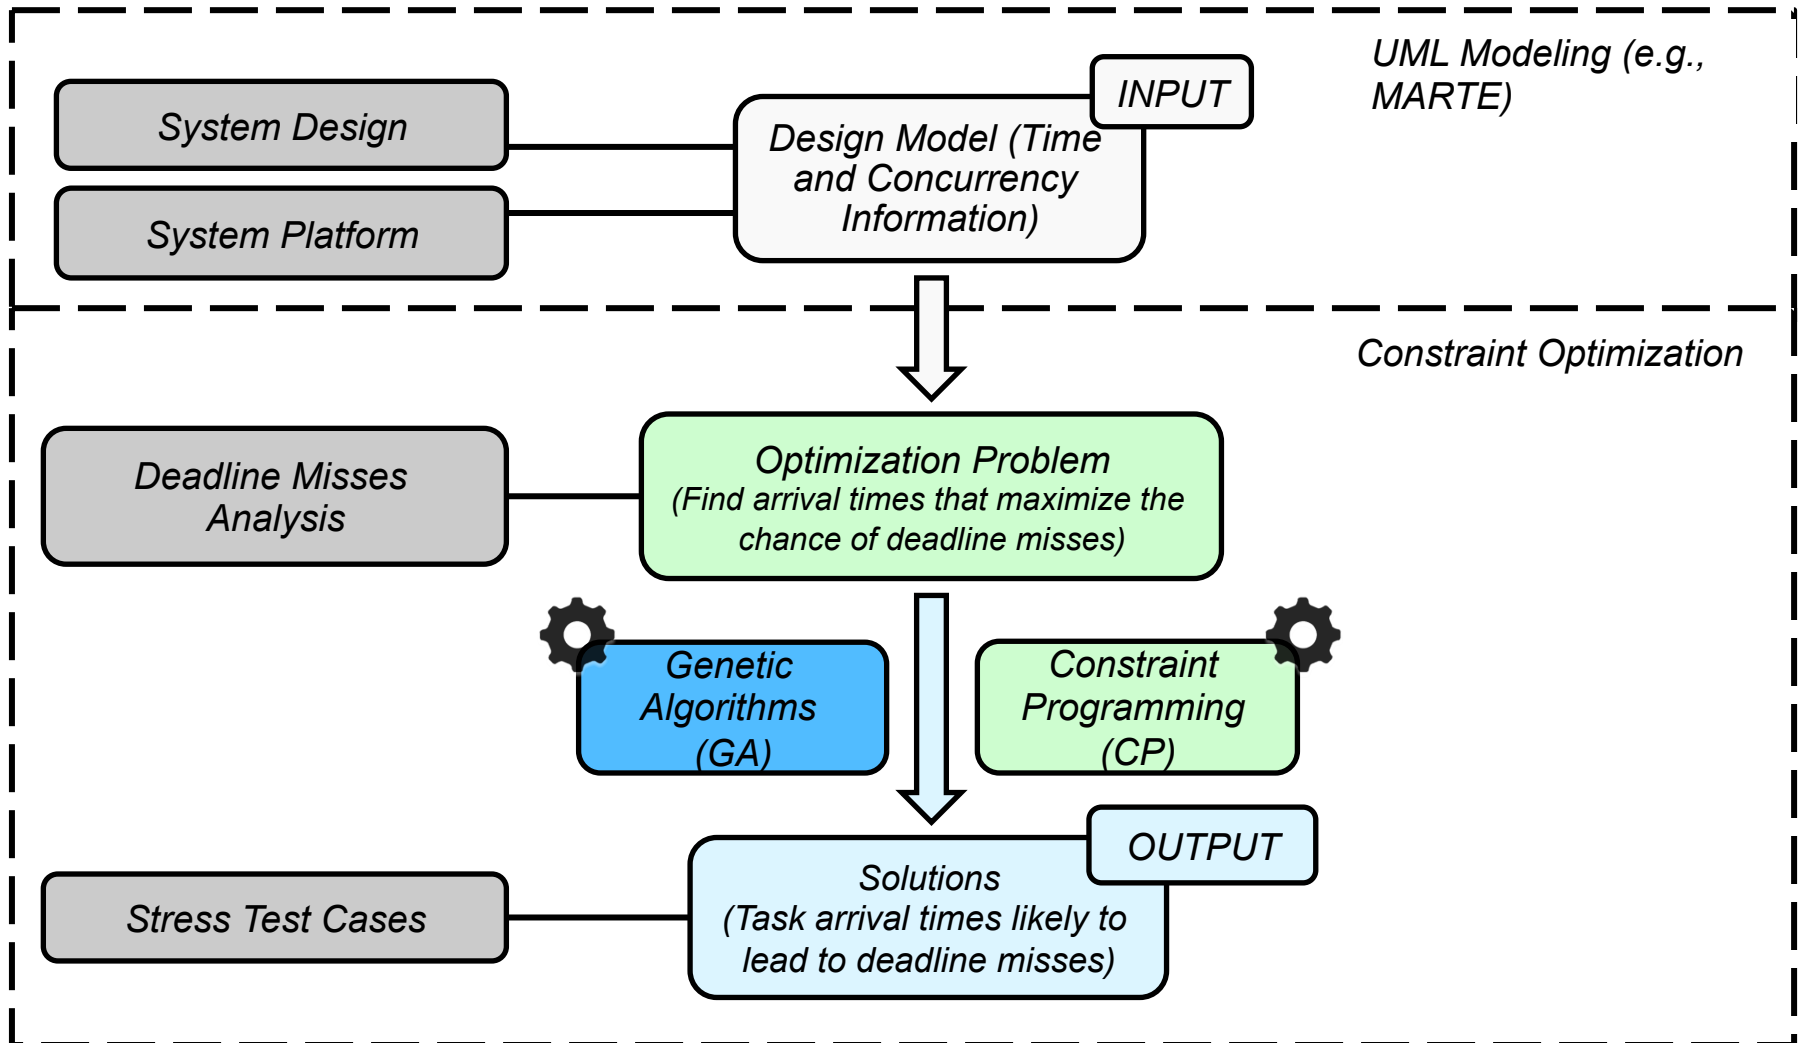 UML Modeling (e.g.,
MARTE)
INPUT
System Design
Design Model (Time
and Concurrency
Information)
System Platform
Constraint Optimization
Deadline Misses
Analysis
Optimization Problem
(Find arrival times that maximize the
chance of deadline misses)
Genetic
Algorithms
(GA)
Constraint
Programming
(CP)
OUTPUT
Solutions
(Task arrival times likely to
lead to deadline misses)
Stress Test Cases